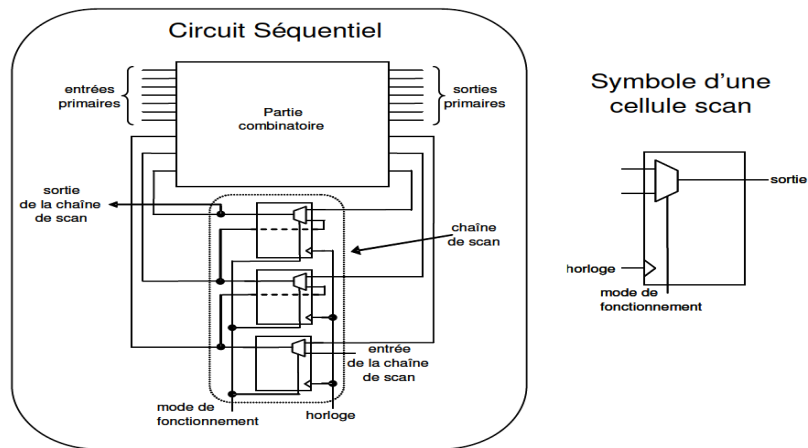 Circuit Séquentiel
entrées
primaires
Partie
combinatoire
sorties
primaires
sortie
de la chaîne
de scan
chaîne
de scan
entrée
de la chaîne
de scan
mode de
fonctionnement
horloge
Symbole d'une
cellule scan
sortie
horloge
mode de
fonctionnement